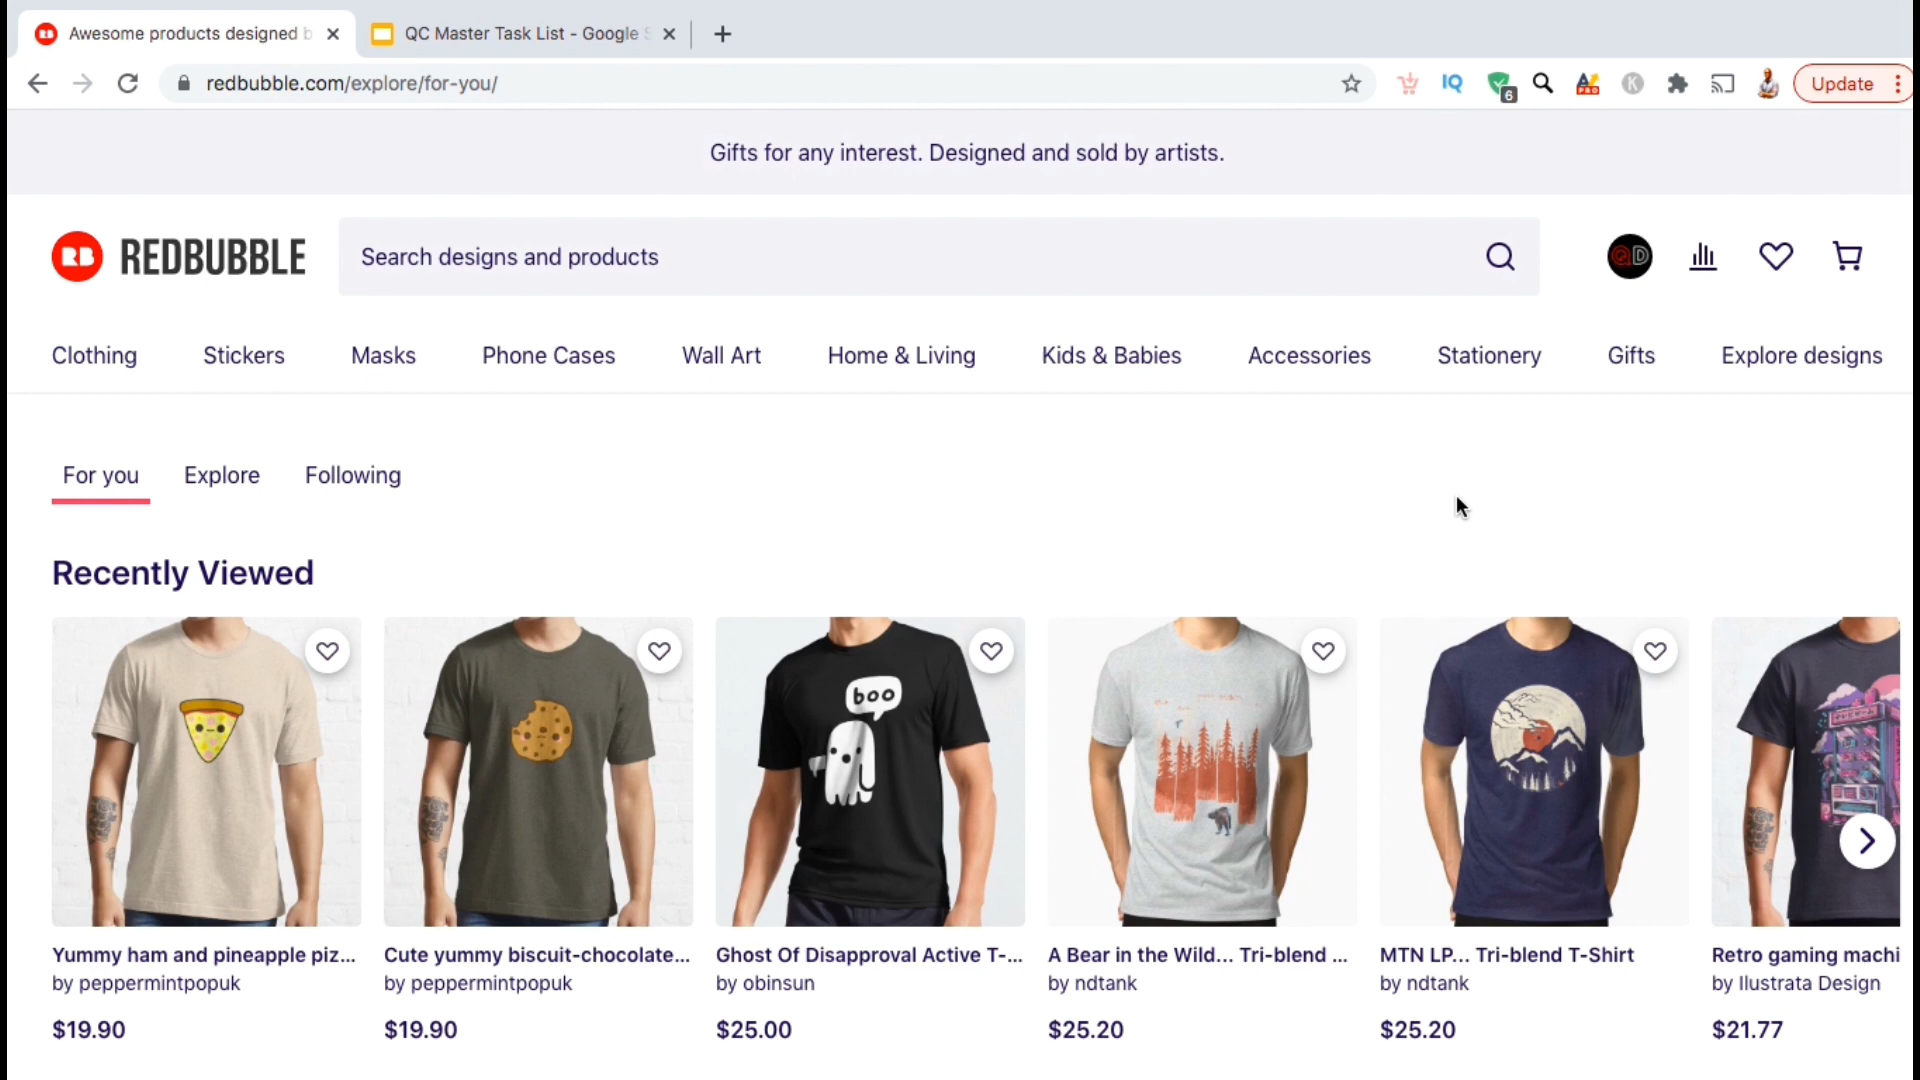 Awesome products designed b
QC Master Task List - Google S
redbubble.com/explore/for-you/
IQ
6
PRO
K
Update
Gifts for any interest. Designed and sold by artists.
RB REDBUBBLE
Search designs and products
QD
Clothing Stickers Masks Phone Cases Wall Art Home & Living Kids & Babies Accessories Stationery Gifts Explore designs
For you Explore Following
Recently Viewed
boo
Yummy ham and pineapple piz... Cute yummy biscuit-chocolate... Ghost Of Disapproval Active T-... A Bear in the Wild... Tri-blend ... MTN LP... Tri-blend T-Shirt Retro gaming machi
by peppermintpopuk by peppermintpopuk by obinsun by ndtank by ndtank by Ilustrata Design
$19.90 $19.90 $25.00 $25.20 $25.20 $21.77